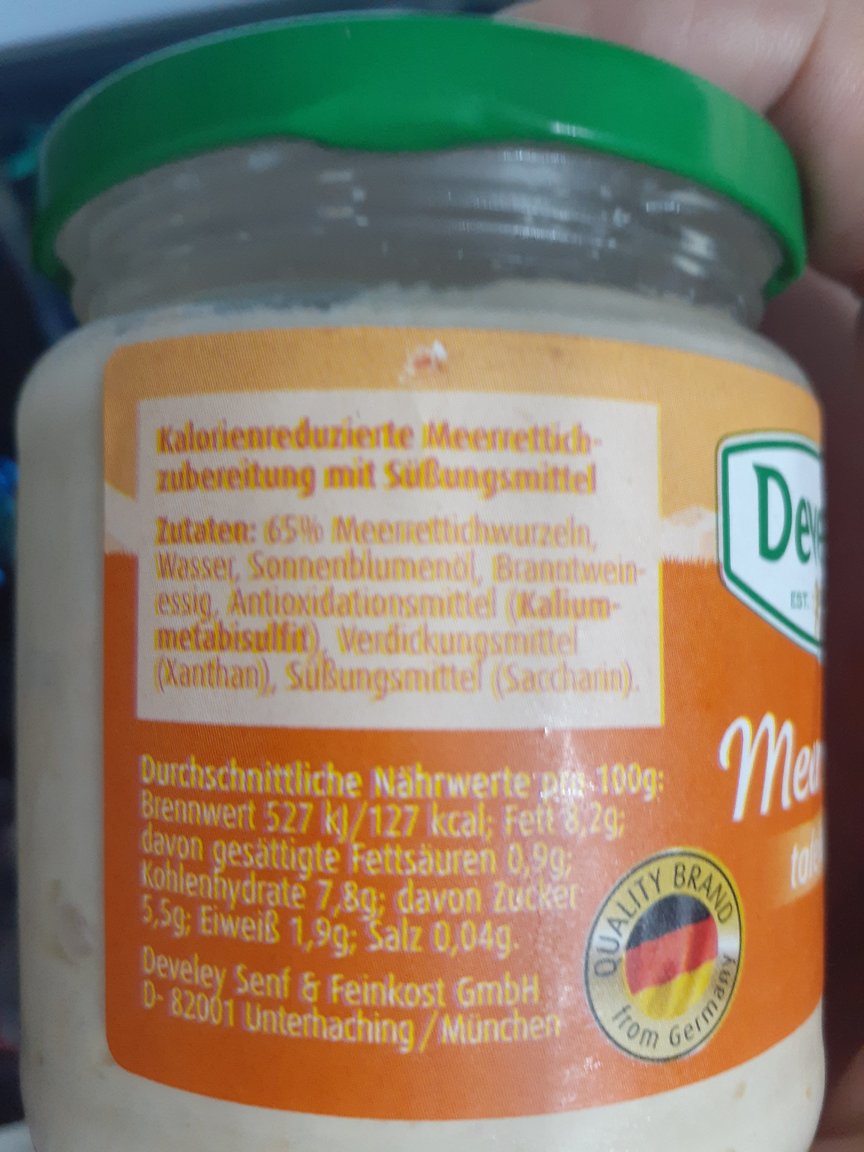 Kalorienreduzierte Meerrettich-
zubereitung mit Süßungsmittel
Zutaten: 65% Meerrettichwurzeln,
Wasser, Sonnenblumenöl, Branntwein-
essig, Antioxidationsmittel (Kalium-
metabisulfit), Verdickungsmittel
(Xanthan), Süßungsmittel (Saccharin).
Durchschnittliche Nährwerte pro 100g:
Brennwert 527 kJ/127 kcal; Fett 8,2g;
davon gesättigte Fettsäuren 0,9g;
Kohlenhydrate 7,8g; davon Zucker
5,5g; Eiweiß 1,9g; Salz 0,04g.
Develey Senf & Feinkost GmbH
D- 82001 Unterhaching/München
QUALITY BRAND
from Germany
Deve
EST.